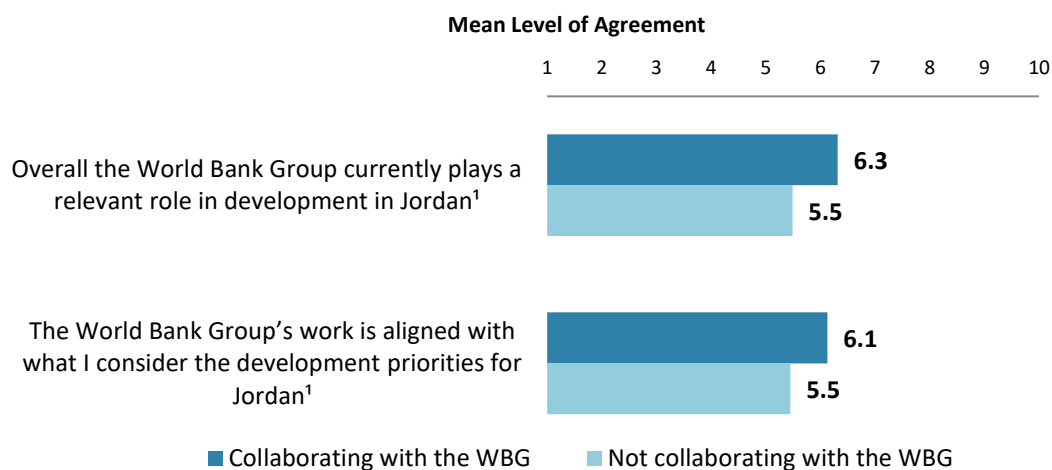 Mean Level of Agreement
1 2 3 4 5 6 7 8 9 10
Overall the World Bank Group currently plays a
relevant role in development in Jordan¹
6.3
5.5
The World Bank Group’s work is aligned with
what I consider the development priorities for
Jordan¹
6.1
5.5
Collaborating with the WBG
Not collaborating with the WBG